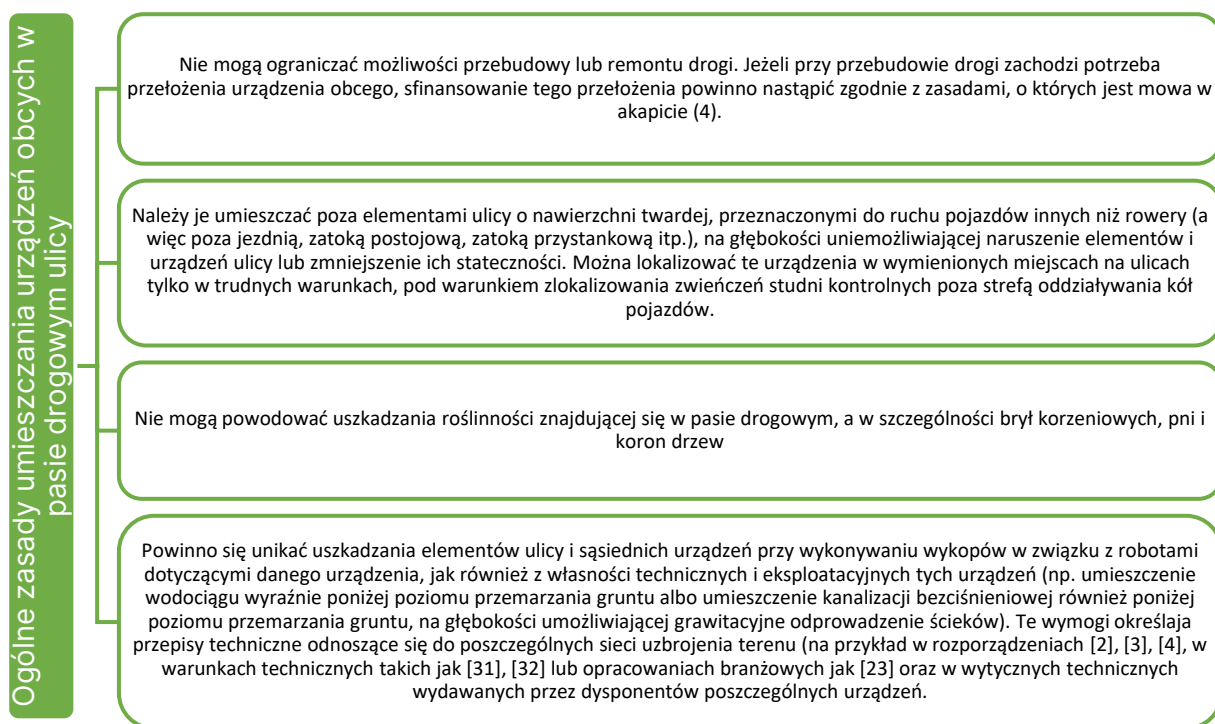 Ogólne zasady umieszczania urządzeń obcych w
pasie drogowym ulicy
Nie mogą ograniczać możliwości przebudowy lub remontu drogi. Jeżeli przy przebudowie drogi zachodzi potrzeba
przełożenia urządzenia obcego, sfinansowanie tego przełożenia powinno nastąpić zgodnie z zasadami, o których jest mowa w
akapicie (4).
Należy je umieszczać poza elementami ulicy o nawierzchni twardej, przeznaczonymi do ruchu pojazdów innych niż rowery (a
więc poza jezdnią, zatoką postojową, zatoką przystankową itp.), na głębokości uniemożliwiającej naruszenie elementów i
urządzeń ulicy lub zmniejszenie ich stateczności. Można lokalizować te urządzenia w wymienionych miejscach na ulicach
tylko w trudnych warunkach, pod warunkiem zlokalizowania zwieńczeń studni kontrolnych poza strefą oddziaływania kół
pojazdów.
Nie mogą powodować uszkadzania roślinności znajdującej się w pasie drogowym, a w szczególności brył korzeniowych, pni i
koron drzew
Powinno się unikać uszkadzania elementów ulicy i sąsiednich urządzeń przy wykonywaniu wykopów w związku z robotami
dotyczącymi danego urządzenia, jak również z własności technicznych i eksploatacyjnych tych urządzeń (np. umieszczenie
wodociągu wyraźnie poniżej poziomu przemarzania gruntu albo umieszczenie kanalizacji bezciśnieniowej również poniżej
poziomu przemarzania gruntu, na głębokości umożliwiającej grawitacyjne odprowadzenie ścieków). Te wymogi określaja
przepisy techniczne odnoszące się do poszczególnych sieci uzbrojenia terenu (na przykład w rozporządzeniach [2], [3], [4], w
warunkach technicznych takich jak [31], [32] lub opracowaniach branżowych jak [23] oraz w wytycznych technicznych
wydawanych przez dysponentów poszczególnych urządzeń.